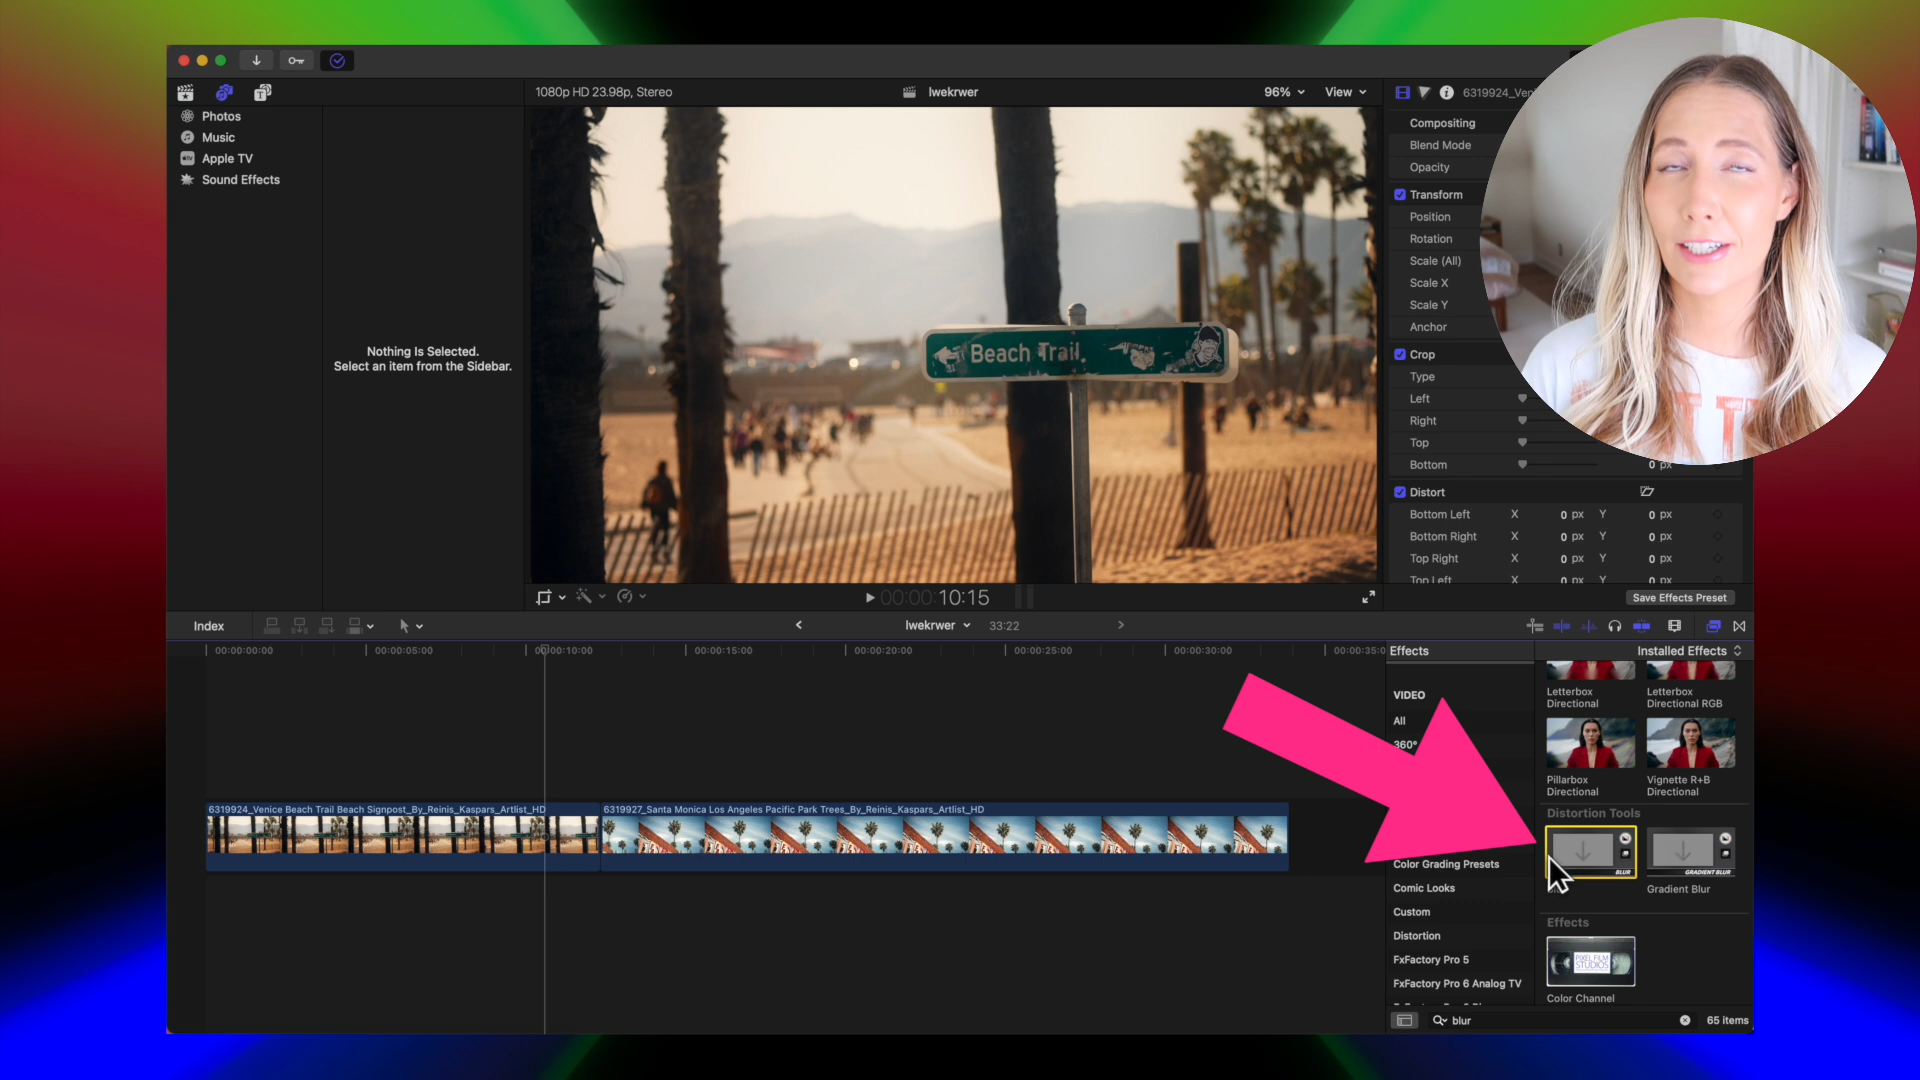 1080p HD 23.98p, Stereo
lwekrwer
96%
View
6319924_Ven
Photos
Music
Apple TV
Sound Effects
Nothing Is Selected.
Select an item from the Sidebar.
Beach Trail
Compositing
Blend Mode
Opacity
Transform
Position
Rotation
Scale (All)
Scale X
Scale Y
Anchor
Crop
Type
Left
Right
Top
Bottom
0 px
Distort
Bottom Left X 0 px Y 0 px
Bottom Right X 0 px Y 0 px
Top Right X 0 px Y 0 px
Top Left X 0 px Y 0 px
Save Effects Preset
00:00:10:15
Index
lwekrwer
33:22
00:00:00:00
00:00:05:00
00:00:10:00
00:00:15:00
00:00:20:00
00:00:25:00
00:00:30:00
00:00:35:0
6319924_Venice Beach Trail Beach Signpost_By_Reinis_Kaspars_Artlist_HD
6319927_Santa Monica Los Angeles Pacific Park Trees_By_Reinis_Kaspars_Artlist_HD
Effects
Installed Effects
VIDEO
All
360°
Color Grading Presets
Comic Looks
Custom
Distortion
FxFactory Pro 5
FxFactory Pro 6 Analog TV
Letterbox
Directional
Letterbox
Directional RGB
Pillarbox
Directional
Vignette R+B
Directional
Distortion Tools
BLUR
GRADIENT BLUR
Gradient Blur
Effects
PIXEL FILM
STUDIOS
Color Channel
blur
65 items